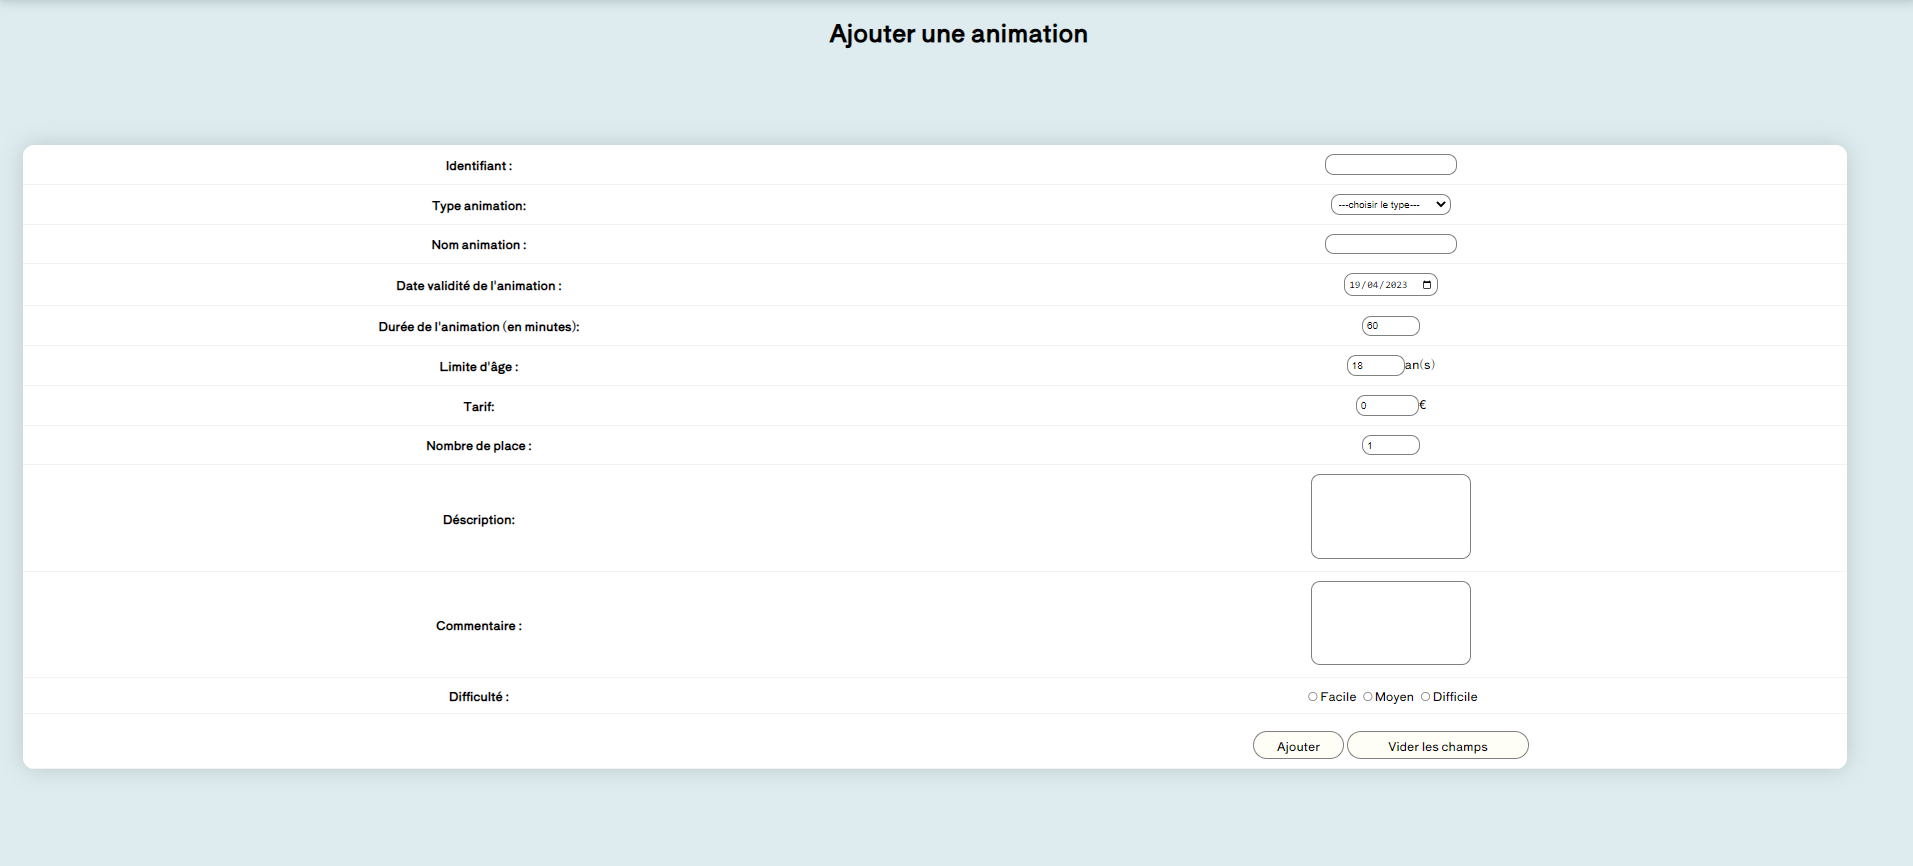 Ajouter une animation
Identifiant :
Type animation: ---choisir le type---
Nom animation :
Date validité de l'animation : 19/04/2023
Durée de l'animation (en minutes): 60
Limite d'âge : 18 an(s)
Tarif: 0 €
Nombre de place : 1
Déscription:
Commentaire :
Difficulté : Facile Moyen Difficile
Ajouter Vider les champs